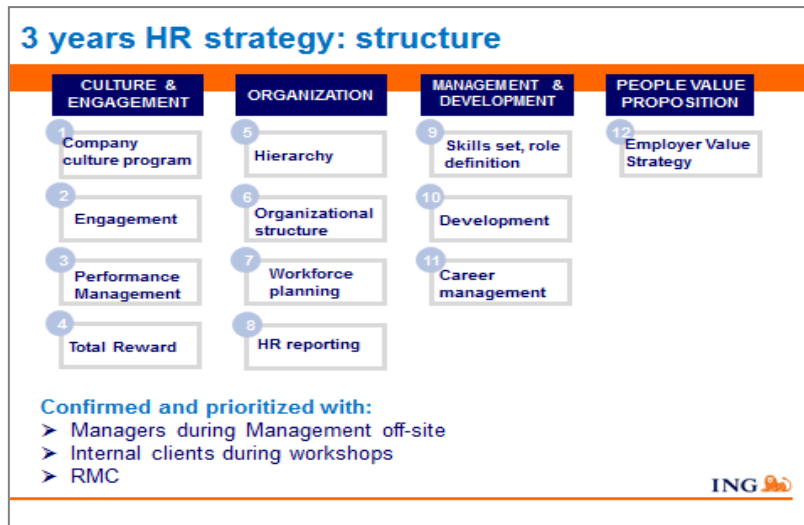 3 years HR strategy: structure
CULTURE &
ENGAGEMENT
ORGANIZATION
MANAGEMENT &
DEVELOPMENT
PEOPLE VALUE
PROPOSITION
1
Company
culture program
2
Engagement
3
Performance
Management
4
Total Reward
5
Hierarchy
6
Organizational
structure
7
Workforce
planning
8
HR reporting
9
Skills set, role
definition
10
Development
11
Career
management
12
Employer Value
Strategy
Confirmed and prioritized with:
➢ Managers during Management off-site
➢ Internal clients during workshops
➢ RMC
ING